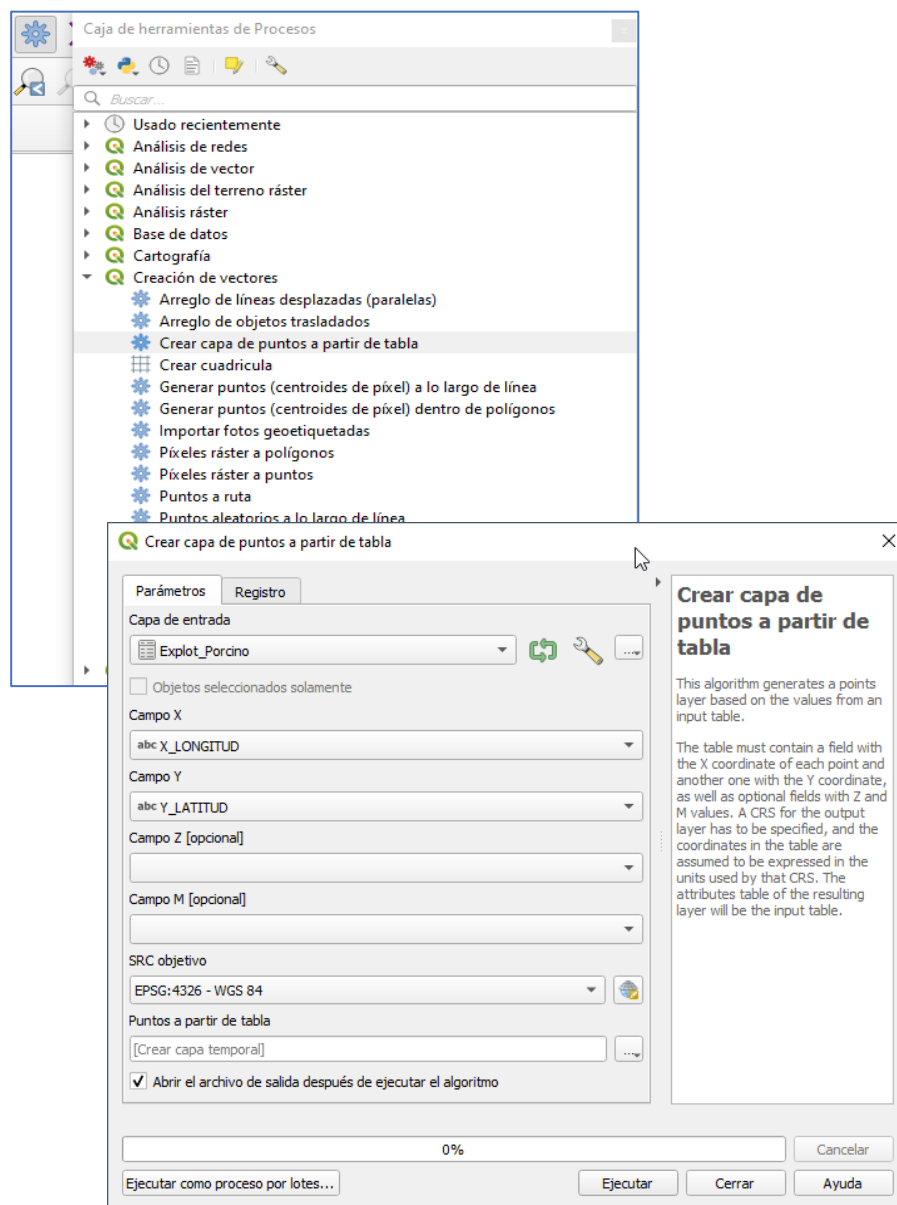 Caja de herramientas de Procesos
Buscar...
Usado recientemente
Análisis de redes
Análisis de vector
Análisis del terreno ráster
Análisis ráster
Base de datos
Cartografía
Creación de vectores
Arreglo de líneas desplazadas (paralelas)
Arreglo de objetos trasladados
Crear capa de puntos a partir de tabla
Crear cuadricula
Generar puntos (centroides de píxel) a lo largo de línea
Generar puntos (centroides de píxel) dentro de polígonos
Importar fotos geoetiquetadas
Píxeles ráster a polígonos
Píxeles ráster a puntos
Puntos a ruta
Puntos aleatorios a lo largo de línea
Crear capa de puntos a partir de tabla
Parámetros
Registro
Capa de entrada
Explot_Porcino
...
Objetos seleccionados solamente
Campo X
abc X_LONGITUD
Campo Y
abc Y_LATITUD
Campo Z [opcional]
Campo M [opcional]
SRC objetivo
EPSG:4326 - WGS 84
Puntos a partir de tabla
[Crear capa temporal]
...
Abrir el archivo de salida después de ejecutar el algoritmo
Crear capa de
puntos a partir de
tabla
This algorithm generates a points
layer based on the values from an
input table.
The table must contain a field with
the X coordinate of each point and
another one with the Y coordinate,
as well as optional fields with Z and
M values. A CRS for the output
layer has to be specified, and the
coordinates in the table are
assumed to be expressed in the
units used by that CRS. The
attributes table of the resulting
layer will be the input table.
0%
Cancelar
Ejecutar como proceso por lotes...
Ejecutar
Cerrar
Ayuda